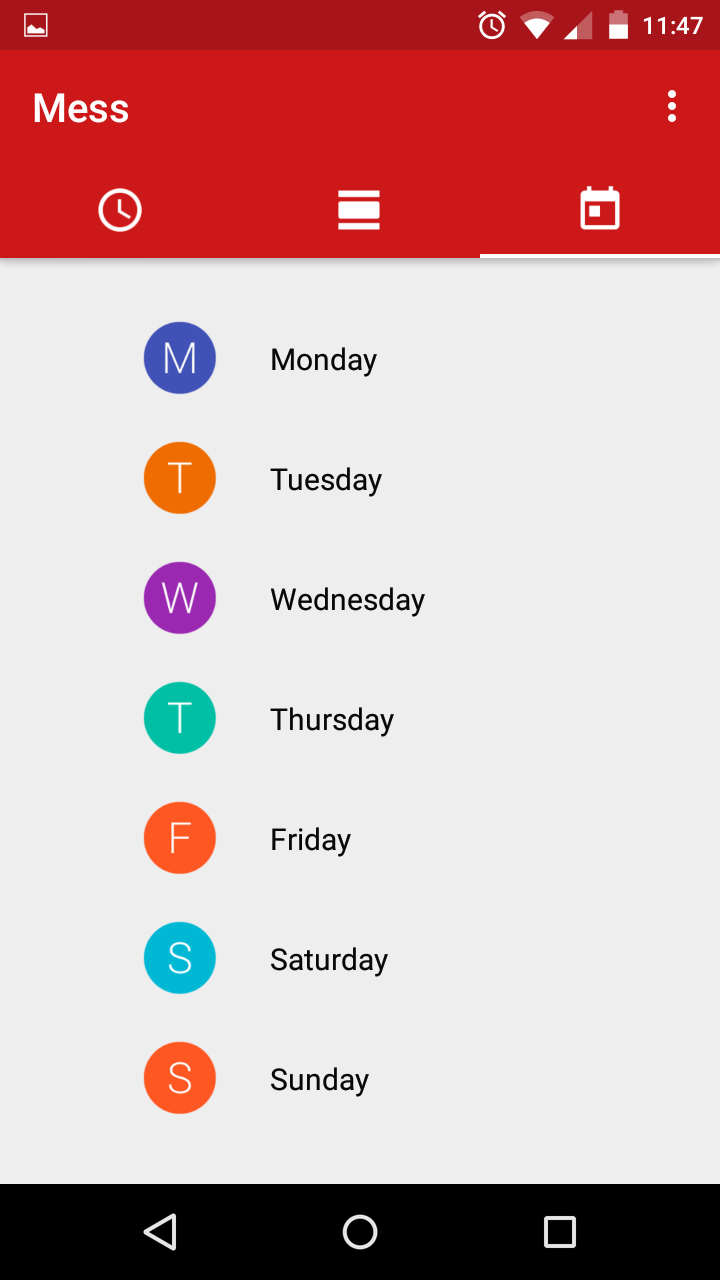 11:47
Mess
M Monday
T Tuesday
W Wednesday
T Thursday
F Friday
S Saturday
S Sunday